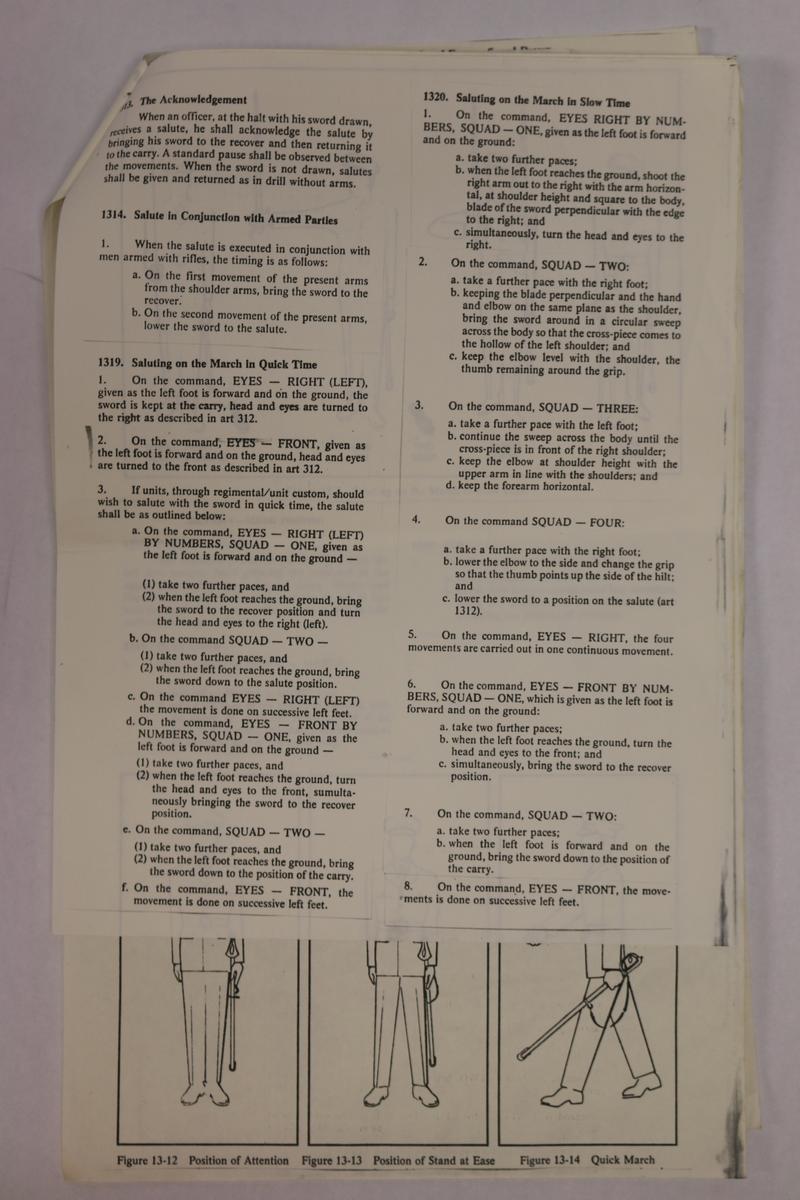 13. The Acknowledgement
When an officer, at the halt with his sword drawn,
receives a salute, he shall acknowledge the salute by
bringing his sword to the recover and then returning it
to the carry. A standard pause shall be observed between
the movements. When the sword is not drawn, salutes
shall be given and returned as in drill without arms.
1314. Salute in Conjunction with Armed Parties
1. When the salute is executed in conjunction with
men armed with rifles, the timing is as follows:
a. On the first movement of the present arms
from the shoulder arms, bring the sword to the
recover.
b. On the second movement of the present arms,
lower the sword to the salute.
1319. Saluting on the March in Quick Time
1. On the command, EYES — RIGHT (LEFT),
given as the left foot is forward and on the ground, the
sword is kept at the carry, head and eyes are turned to
the right as described in art 312.
2. On the command, EYES — FRONT, given as
the left foot is forward and on the ground, head and eyes
are turned to the front as described in art 312.
3. If units, through regimental/unit custom, should
wish to salute with the sword in quick time, the salute
shall be as outlined below:
a. On the command, EYES — RIGHT (LEFT)
BY NUMBERS, SQUAD — ONE, given as
the left foot is forward and on the ground —
(1) take two further paces, and
(2) when the left foot reaches the ground, bring
the sword to the recover position and turn
the head and eyes to the right (left).
b. On the command SQUAD — TWO —
(1) take two further paces, and
(2) when the left foot reaches the ground, bring
the sword down to the salute position.
c. On the command EYES — RIGHT (LEFT)
the movement is done on successive left feet.
d. On the command, EYES — FRONT BY
NUMBERS, SQUAD — ONE, given as the
left foot is forward and on the ground —
(1) take two further paces, and
(2) when the left foot reaches the ground, turn
the head and eyes to the front, sumulta-
neously bringing the sword to the recover
position.
e. On the command, SQUAD — TWO —
(1) take two further paces, and
(2) when the left foot reaches the ground, bring
the sword down to the position of the carry.
f. On the command, EYES — FRONT, the
movement is done on successive left feet.
1320. Saluting on the March in Slow Time
1. On the command, EYES RIGHT BY NUM-
BERS, SQUAD — ONE, given as the left foot is forward
and on the ground:
a. take two further paces;
b. when the left foot reaches the ground, shoot the
right arm out to the right with the arm horizon-
tal, at shoulder height and square to the body,
blade of the sword perpendicular with the edge
to the right; and
c. simultaneously, turn the head and eyes to the
right.
2. On the command, SQUAD — TWO:
a. take a further pace with the right foot;
b. keeping the blade perpendicular and the hand
and elbow on the same plane as the shoulder,
bring the sword around in a circular sweep
across the body so that the cross-piece comes to
the hollow of the left shoulder; and
c. keep the elbow level with the shoulder, the
thumb remaining around the grip.
3. On the command, SQUAD — THREE:
a. take a further pace with the left foot;
b. continue the sweep across the body until the
cross-piece is in front of the right shoulder;
c. keep the elbow at shoulder height with the
upper arm in line with the shoulders; and
d. keep the forearm horizontal.
4. On the command SQUAD — FOUR:
a. take a further pace with the right foot;
b. lower the elbow to the side and change the grip
so that the thumb points up the side of the hilt;
and
c. lower the sword to a position on the salute (art
1312).
5. On the command, EYES — RIGHT, the four
movements are carried out in one continuous movement.
6. On the command, EYES — FRONT BY NUM-
BERS, SQUAD — ONE, which is given as the left foot is
forward and on the ground:
a. take two further paces;
b. when the left foot reaches the ground, turn the
head and eyes to the front; and
c. simultaneously, bring the sword to the recover
position.
7. On the command, SQUAD — TWO:
a. take two further paces;
b. when the left foot is forward and on the
ground, bring the sword down to the position of
the carry.
8. On the command, EYES — FRONT, the move-
ments is done on successive left feet.
Figure 13-12 Position of Attention
Figure 13-13 Position of Stand at Ease
Figure 13-14 Quick March